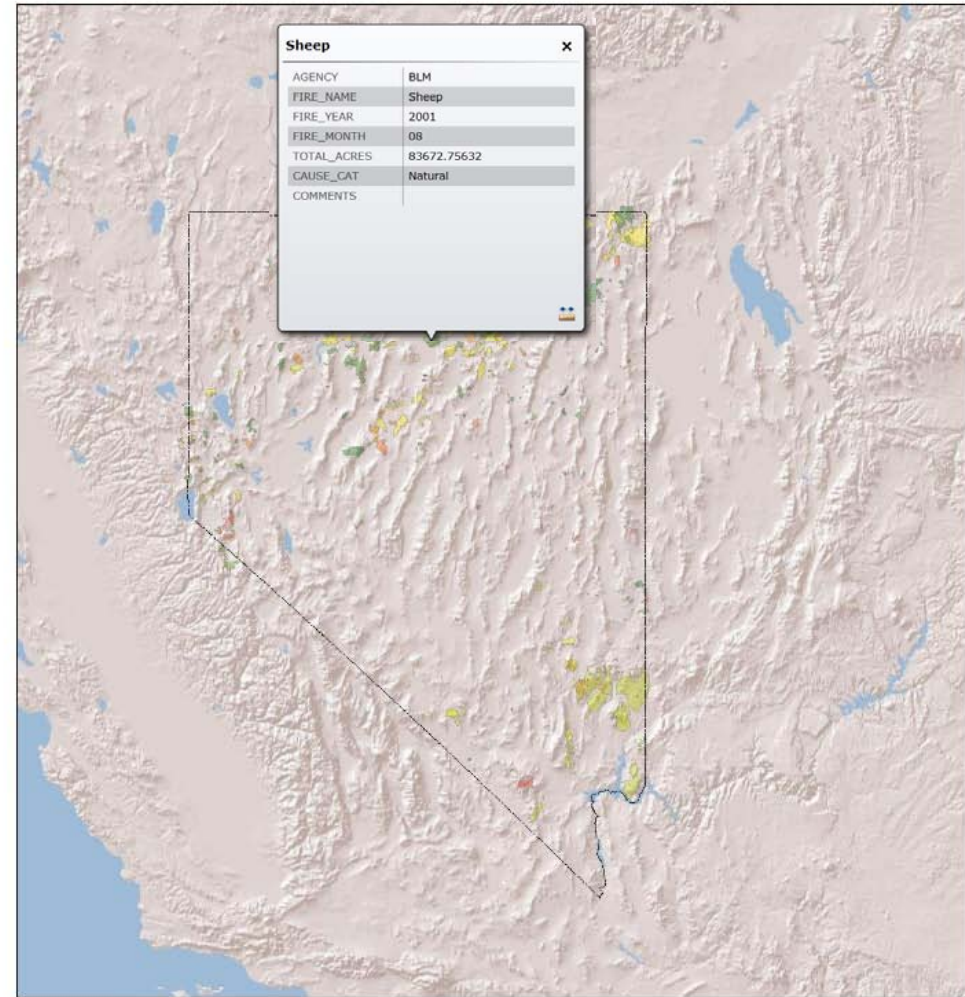 Sheep
AGENCY BLM
FIRE_NAME Sheep
FIRE_YEAR 2001
FIRE_MONTH 08
TOTAL_ACRES 83672.75632
CAUSE_CAT Natural
COMMENTS